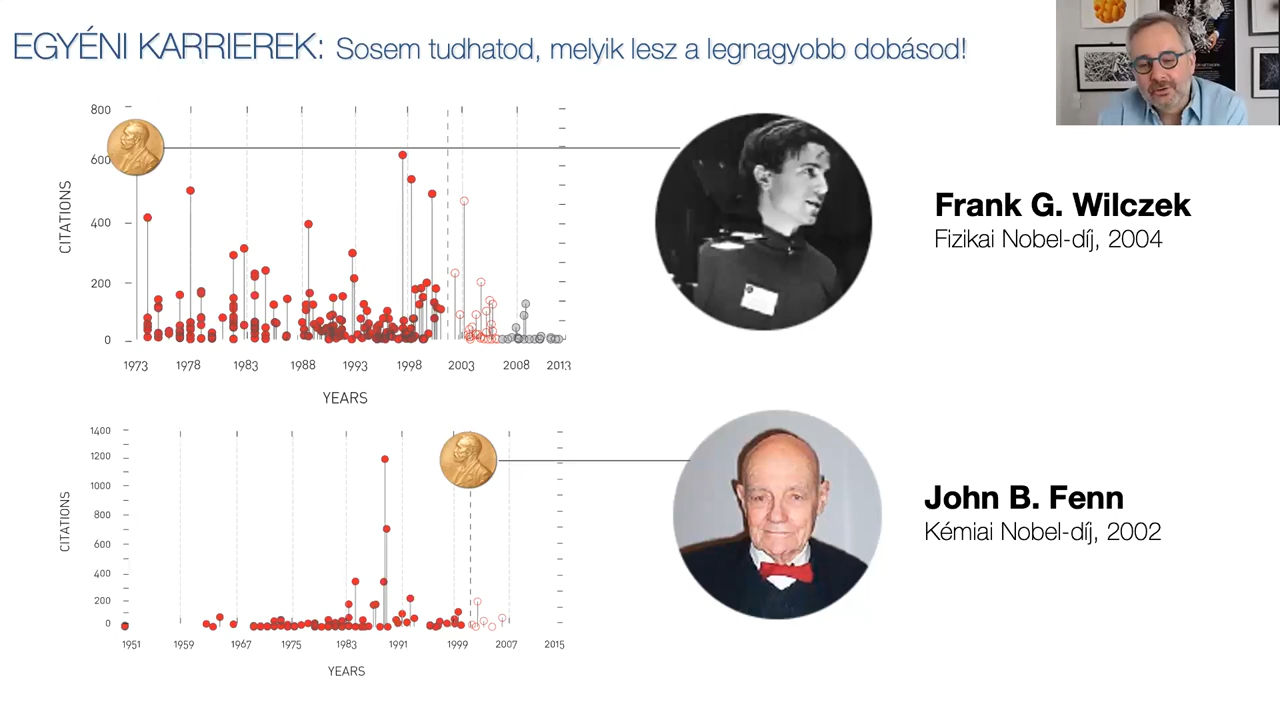 EGYÉNI KARRIEREK: Sosem tudhatod, melyik lesz a legnagyobb dobásod!
800
600
400
200
0
CITATIONS
1973 1978 1983 1988 1993 1998 2003 2008 2013
YEARS
Frank G. Wilczek
Fizikai Nobel-díj, 2004
1400
1200
1000
800
600
400
200
0
CITATIONS
1951 1959 1967 1975 1983 1991 1999 2007 2015
YEARS
John B. Fenn
Kémiai Nobel-díj, 2002